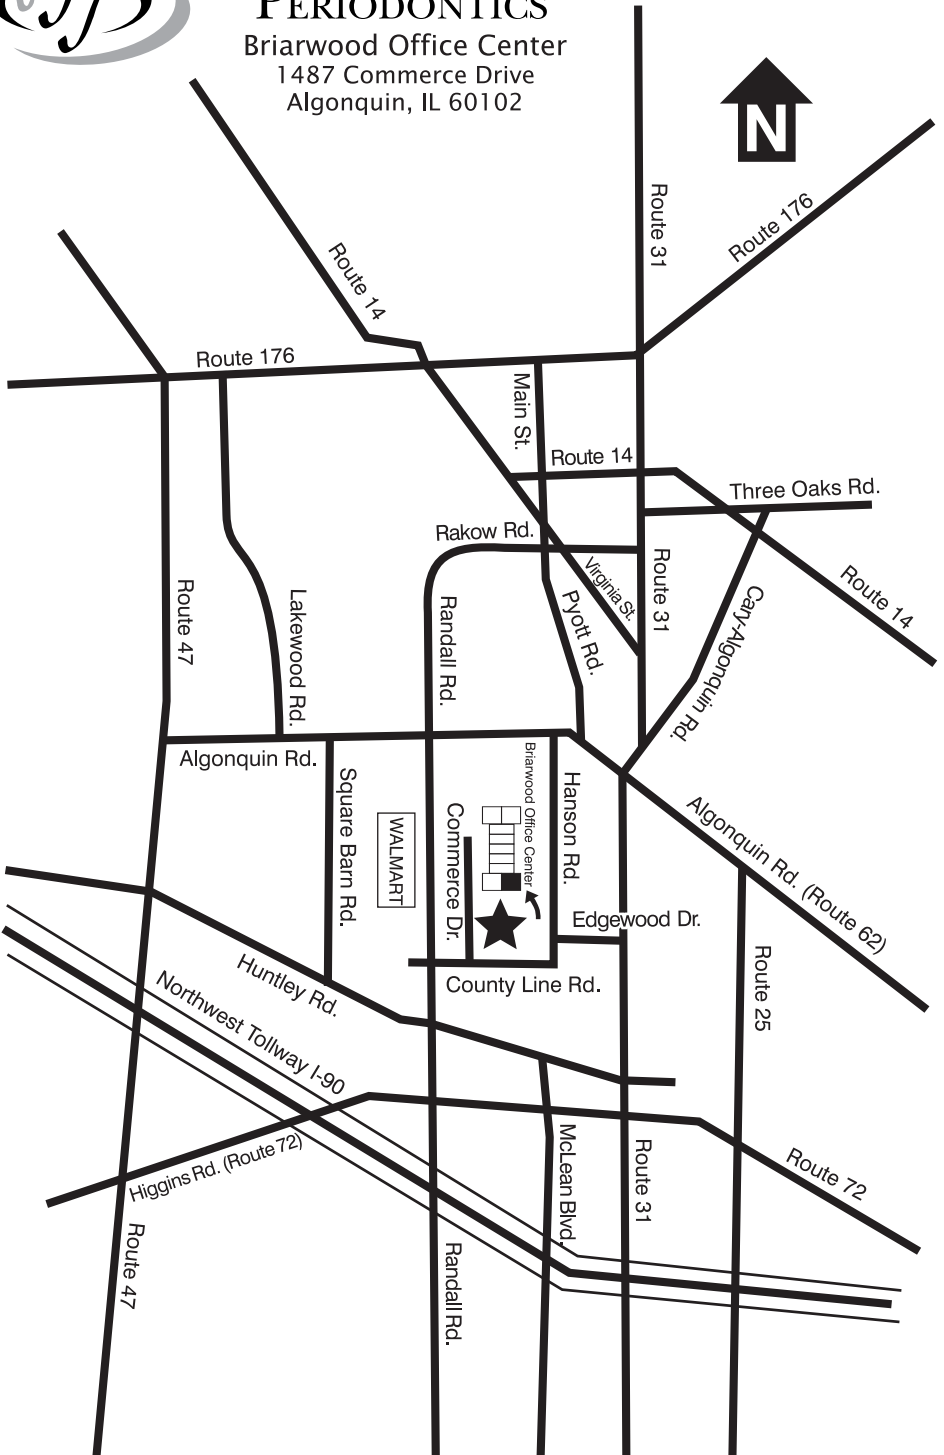 PERIODONTICS
Briarwood Office Center
1487 Commerce Drive
Algonquin, IL 60102
N
Route 31
Route 176
Route 14
Route 176
Main St.
Route 14
Three Oaks Rd.
Rakow Rd.
Virginia St.
Route 31
Route 14
Route 47
Lakewood Rd.
Randall Rd.
Pyott Rd.
Cary-Algonquin Rd.
Algonquin Rd.
Square Barn Rd.
WALMART
Commerce Dr.
Briarwood Office Center
Hanson Rd.
Algonquin Rd. (Route 62)
Edgewood Dr.
County Line Rd.
Route 25
Huntley Rd.
Northwest Tollway I-90
Higgins Rd. (Route 72)
McLean Blvd.
Route 31
Route 72
Route 47
Randall Rd.